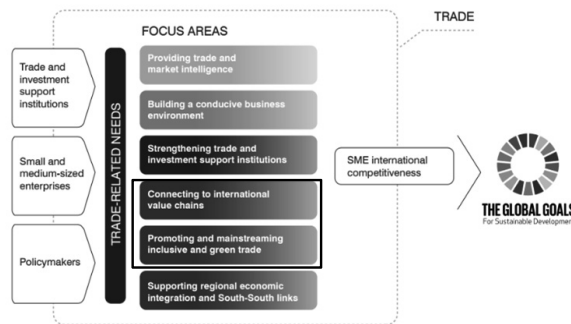 TRADE
FOCUS AREAS
Trade and
investment
support
institutions
Small and
medium-sized
enterprises
Policymakers
TRADE-RELATED NEEDS
Providing trade and
market intelligence
Building a conducive business
environment
Strengthening trade and
investment support institutions
Connecting to international
value chains
Promoting and mainstreaming
inclusive and green trade
Supporting regional economic
integration and South-South links
SME international
competitiveness
THE GLOBAL GOALS
For Sustainable Development